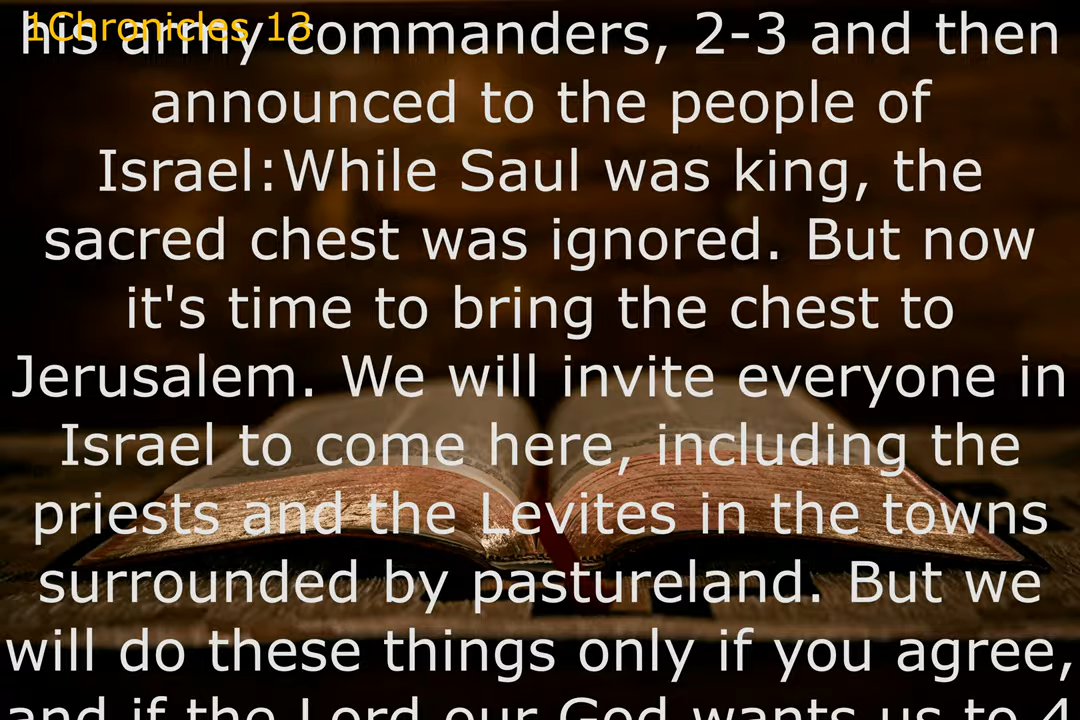 1Chronicles 13
his army commanders, 2-3 and then
announced to the people of
Israel:While Saul was king, the
sacred chest was ignored. But now
it's time to bring the chest to
Jerusalem. We will invite everyone in
Israel to come here, including the
priests and the Levites in the towns
surrounded by pastureland. But we
will do these things only if you agree,
and if the Lord our God wants us to 4